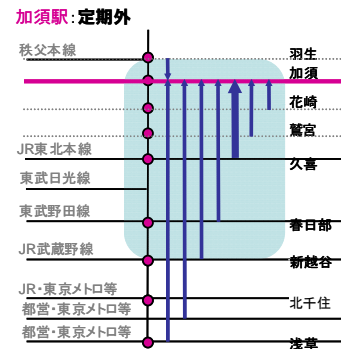 加須駅:定期外
秩父本線
羽生
加須
花崎
鷲宮
JR東北本線
久喜
東武日光線
東武野田線
春日部
JR武蔵野線
新越谷
JR・東京メトロ等
北千住
都営・東京メトロ等
都営・東京メトロ等
浅草